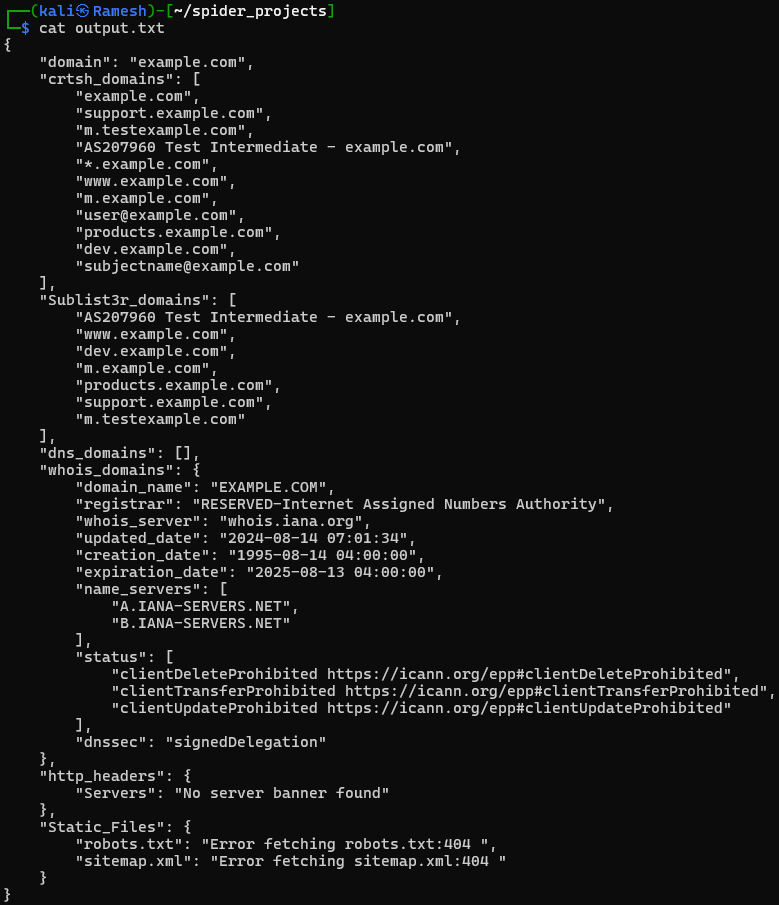 ┌──(kali㉿Ramesh)-[~/spider_projects]
└─$ cat output.txt
{
    "domain": "example.com",
    "crtsh_domains": [
        "example.com",
        "support.example.com",
        "m.testexample.com",
        "AS207960 Test Intermediate - example.com",
        "*.example.com",
        "www.example.com",
        "m.example.com",
        "user@example.com",
        "products.example.com",
        "dev.example.com",
        "subjectname@example.com"
    ],
    "Sublist3r_domains": [
        "AS207960 Test Intermediate - example.com",
        "www.example.com",
        "dev.example.com",
        "m.example.com",
        "products.example.com",
        "support.example.com",
        "m.testexample.com"
    ],
    "dns_domains": [],
    "whois_domains": {
        "domain_name": "EXAMPLE.COM",
        "registrar": "RESERVED-Internet Assigned Numbers Authority",
        "whois_server": "whois.iana.org",
        "updated_date": "2024-08-14 07:01:34",
        "creation_date": "1995-08-14 04:00:00",
        "expiration_date": "2025-08-13 04:00:00",
        "name_servers": [
            "A.IANA-SERVERS.NET",
            "B.IANA-SERVERS.NET"
        ],
        "status": [
            "clientDeleteProhibited https://icann.org/epp#clientDeleteProhibited",
            "clientTransferProhibited https://icann.org/epp#clientTransferProhibited",
            "clientUpdateProhibited https://icann.org/epp#clientUpdateProhibited"
        ],
        "dnssec": "signedDelegation"
    },
    "http_headers": {
        "Servers": "No server banner found"
    },
    "Static_Files": {
        "robots.txt": "Error fetching robots.txt:404 ",
        "sitemap.xml": "Error fetching sitemap.xml:404 "
    }
}